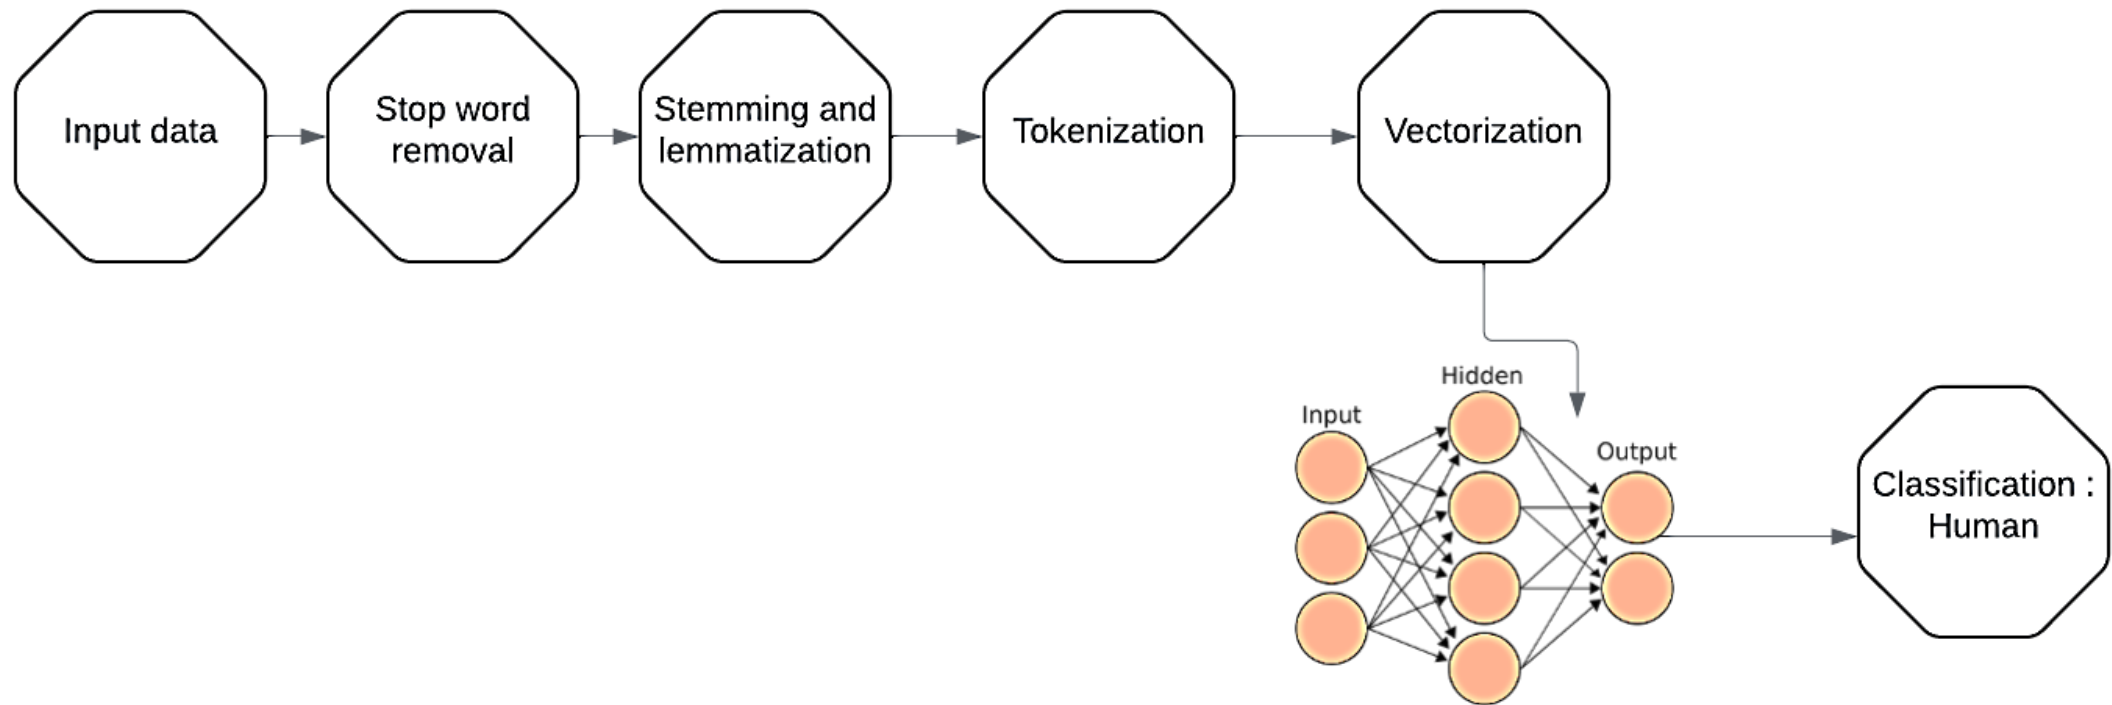 Input data
Stop word
removal
Stemming and
lemmatization
Tokenization
Vectorization
Hidden
Input
Output
Classification :
Human